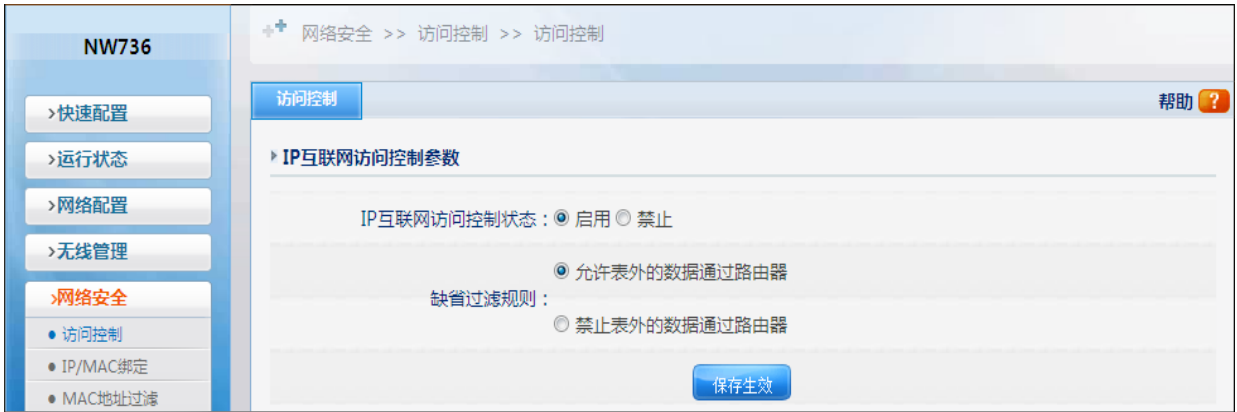 NW736
>快速配置
>运行状态
>网络配置
>无线管理
>网络安全
● 访问控制
● IP/MAC绑定
● MAC地址过滤
网络安全 >> 访问控制 >> 访问控制
访问控制
帮助 ?
IP互联网访问控制参数
IP互联网访问控制状态：启用 禁止
缺省过滤规则：
允许表外的数据通过路由器
禁止表外的数据通过路由器
保存生效